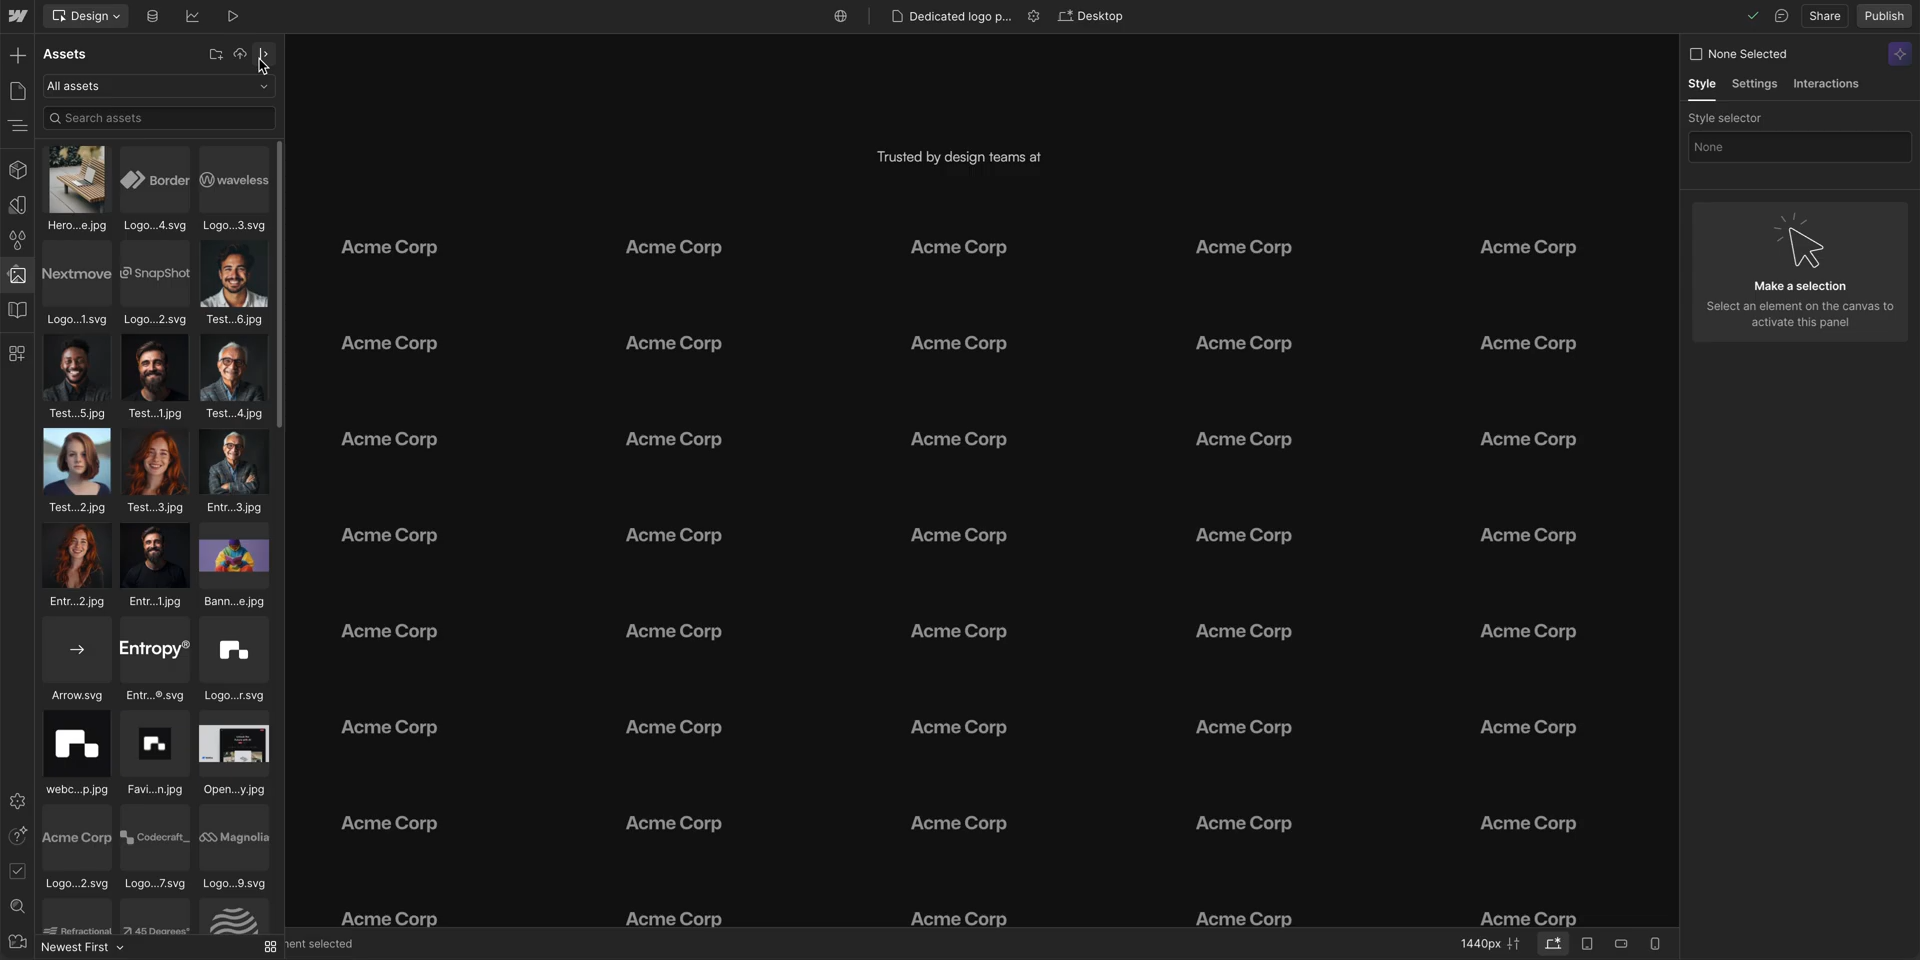 Design
Dedicated logo p...
Desktop
Share
Publish
Assets
All assets
Search assets
Border
waveless
Hero...e.jpg
Logo...4.svg
Logo...3.svg
Nextmove
SnapShot
Logo...1.svg
Logo...2.svg
Test...6.jpg
Test...5.jpg
Test...1.jpg
Test...4.jpg
Test...2.jpg
Test...3.jpg
Entr...3.jpg
Entr...2.jpg
Entr...1.jpg
Bann...e.jpg
Entropy®
Arrow.svg
Entr...®.svg
Logo...r.svg
webc...p.jpg
Favi...n.jpg
Open...y.jpg
Acme Corp
Codecraft_
Magnolia
Logo...2.svg
Logo...7.svg
Logo...9.svg
Refractional
45 Degrees°
Newest First
Trusted by design teams at
Acme Corp Acme Corp Acme Corp Acme Corp Acme Corp
Acme Corp Acme Corp Acme Corp Acme Corp Acme Corp
Acme Corp Acme Corp Acme Corp Acme Corp Acme Corp
Acme Corp Acme Corp Acme Corp Acme Corp Acme Corp
Acme Corp Acme Corp Acme Corp Acme Corp Acme Corp
Acme Corp Acme Corp Acme Corp Acme Corp Acme Corp
Acme Corp Acme Corp Acme Corp Acme Corp Acme Corp
Acme Corp Acme Corp Acme Corp Acme Corp Acme Corp
nent selected
1440px
None Selected
Style
Settings
Interactions
Style selector
None
Make a selection
Select an element on the canvas to
activate this panel